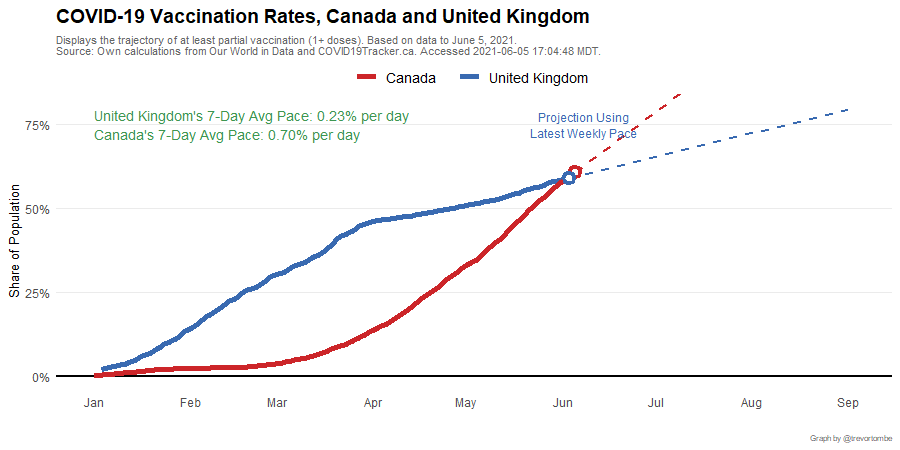 COVID-19 Vaccination Rates, Canada and United Kingdom
Displays the trajectory of at least partial vaccination (1+ doses). Based on data to June 5, 2021.
Source: Own calculations from Our World in Data and COVID19Tracker.ca. Accessed 2021-06-05 17:04:48 MDT.
Canada United Kingdom
United Kingdom's 7-Day Avg Pace: 0.23% per day
Canada's 7-Day Avg Pace: 0.70% per day
Projection Using
Latest Weekly Pace
Share of Population
75%
50%
25%
0%
Jan Feb Mar Apr May Jun Jul Aug Sep
Graph by @trevortombe